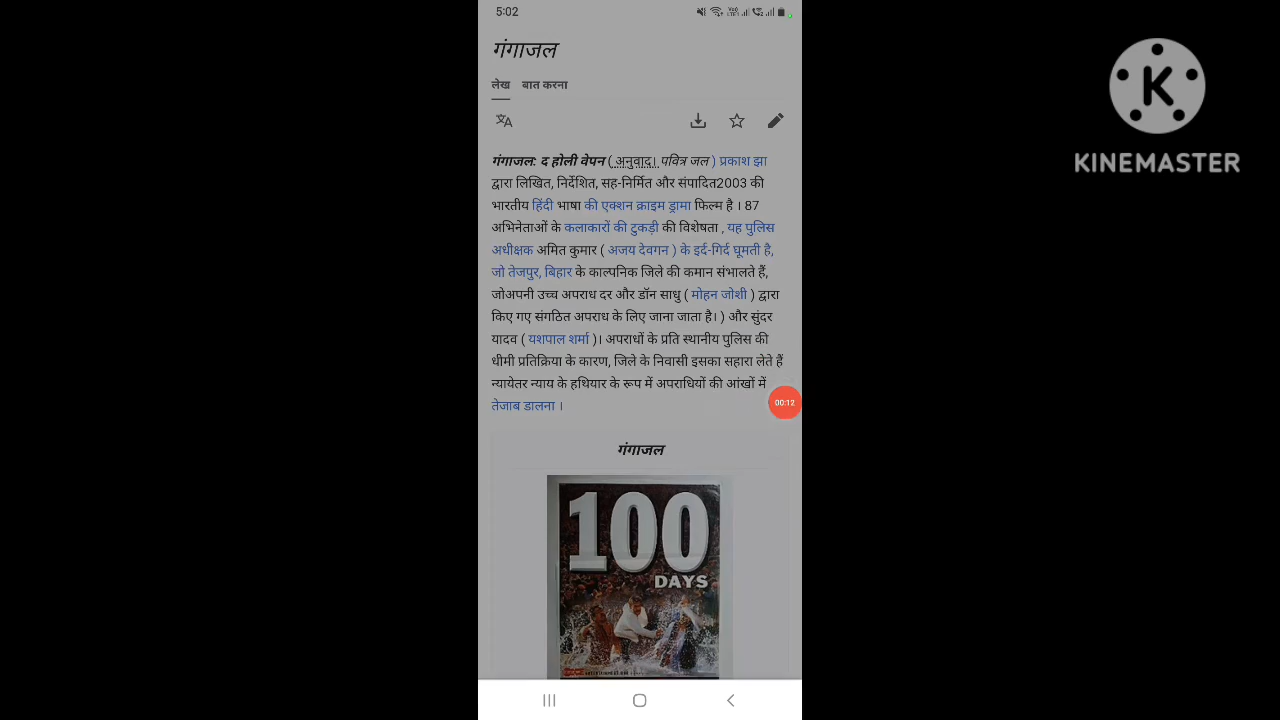 5:02
गंगाजल
लेख बात करना
गंगाजल: द होली वेपन ( अनुवाद। पवित्र जल ) प्रकाश झा
द्वारा लिखित, निर्देशित, सह-निर्मित और संपादित2003 की
भारतीय हिंदी भाषा की एक्शन क्राइम ड्रामा फिल्म है । 87
अभिनेताओं के कलाकारों की टुकड़ी की विशेषता , यह पुलिस
अधीक्षक अमित कुमार ( अजय देवगन ) के इर्द-गिर्द घूमती है,
जो तेजपुर, बिहार के काल्पनिक जिले की कमान संभालते हैं,
जोअपनी उच्च अपराध दर और डॉन साधु ( मोहन जोशी ) द्वारा
किए गए संगठित अपराध के लिए जाना जाता है। ) और सुंदर
यादव ( यशपाल शर्मा )। अपराधों के प्रति स्थानीय पुलिस की
धीमी प्रतिक्रिया के कारण, जिले के निवासी इसका सहारा लेते हैं
न्यायेतर न्याय के हथियार के रूप में अपराधियों की आंखों में
तेजाब डालना ।
00:12
गंगाजल
100
DAYS
K
KINEMASTER